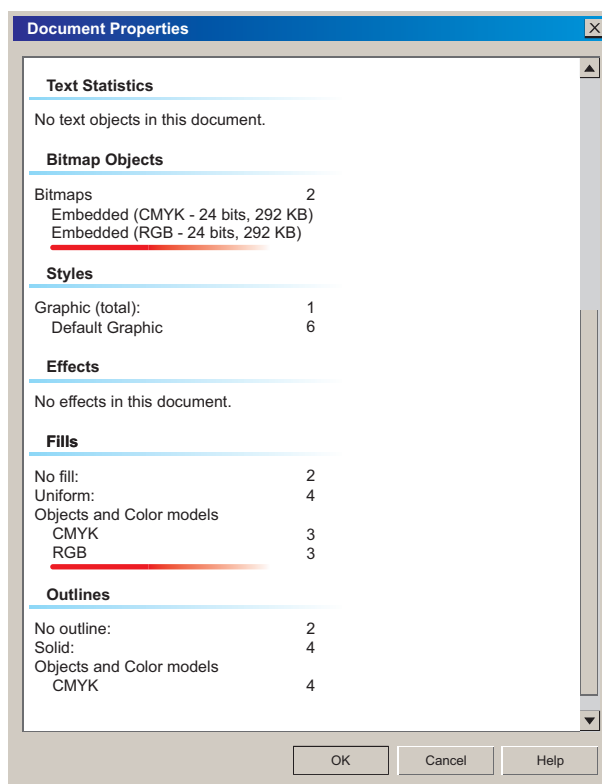 Document Properties
Text Statistics
No text objects in this document.
Bitmap Objects
Bitmaps 2
Embedded (CMYK - 24 bits, 292 KB)
Embedded (RGB - 24 bits, 292 KB)
Styles
Graphic (total): 1
Default Graphic 6
Effects
No effects in this document.
Fills
No fill: 2
Uniform: 4
Objects and Color models
CMYK 3
RGB 3
Outlines
No outline: 2
Solid: 4
Objects and Color models
CMYK 4
OK Cancel Help